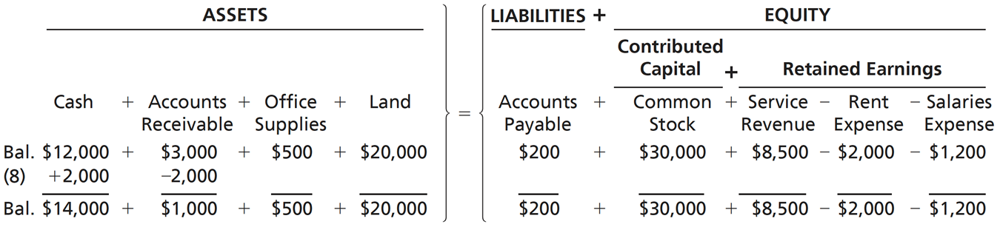 ASSETS LIABILITIES + EQUITY
Contributed
Capital + Retained Earnings
Cash + Accounts + Office + Land = Accounts + Common + Service − Rent − Salaries
Receivable Supplies Payable Stock Revenue Expense Expense
Bal. $12,000 + $3,000 + $500 + $20,000 $200 + $30,000 + $8,500 − $2,000 − $1,200
(8) +2,000 −2,000
Bal. $14,000 + $1,000 + $500 + $20,000 $200 + $30,000 + $8,500 − $2,000 − $1,200